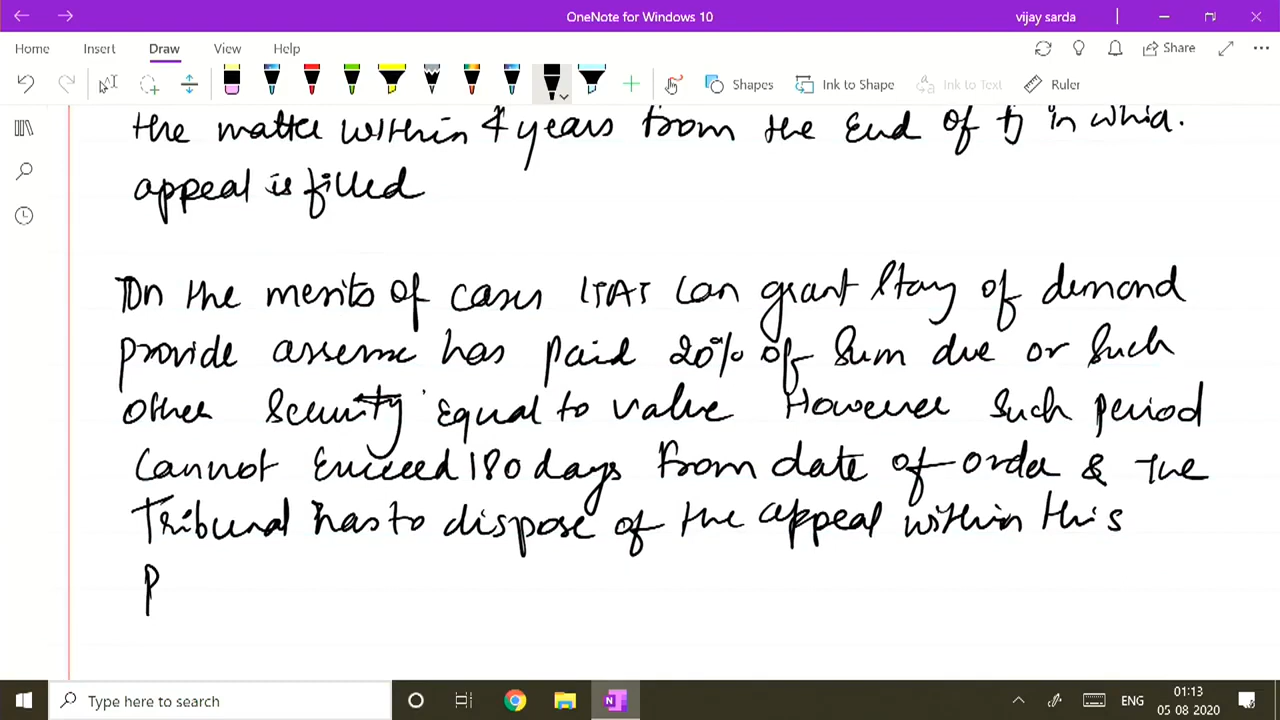 OneNote for Windows 10
vijay sarda
Home Insert Draw View Help
Share
Shapes Ink to Shape Ink to Text Ruler
the matter within 4 years from the End of fy in which.
appeal is filled
On the merits of cases ITAT Can grant Stay of demand
provide assessee has paid 20% of Sum due or Such
other Security Equal to value However Such period
Cannot Exceed 180 days from date of order & The
Tribunal has to dispose of the appeal within this
P
Type here to search
ENG
01:13
05-08-2020